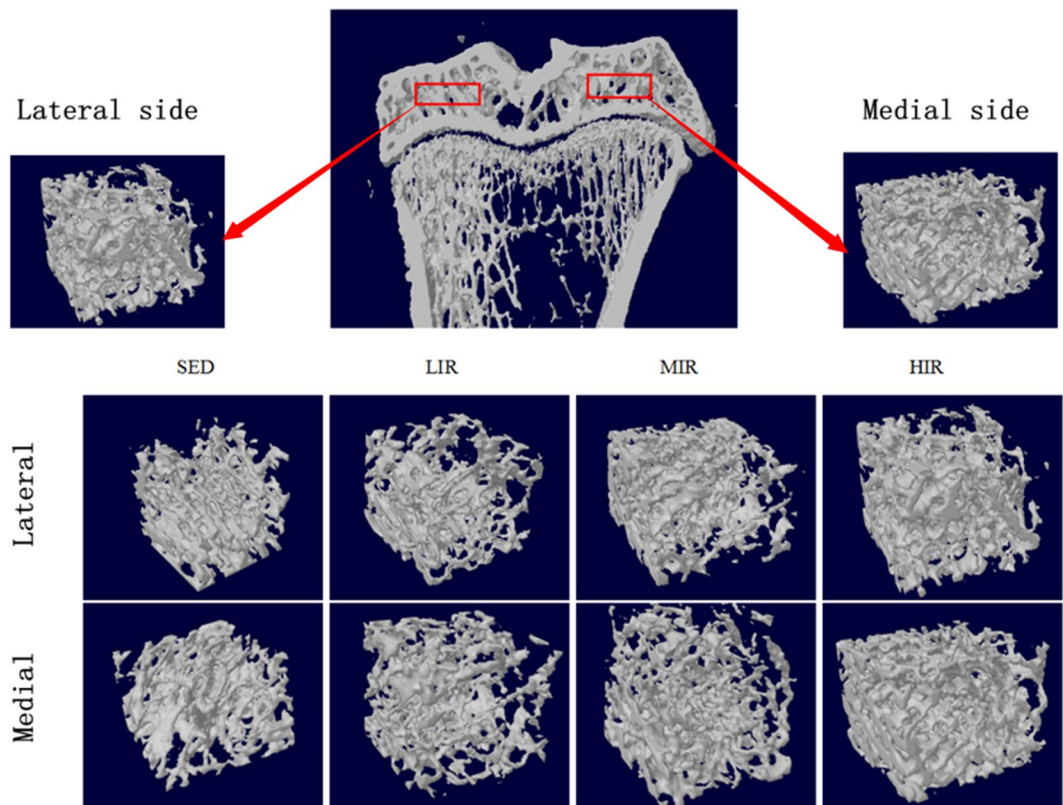 Lateral side
Medial side
SED
LIR
MIR
HIR
Lateral
Medial